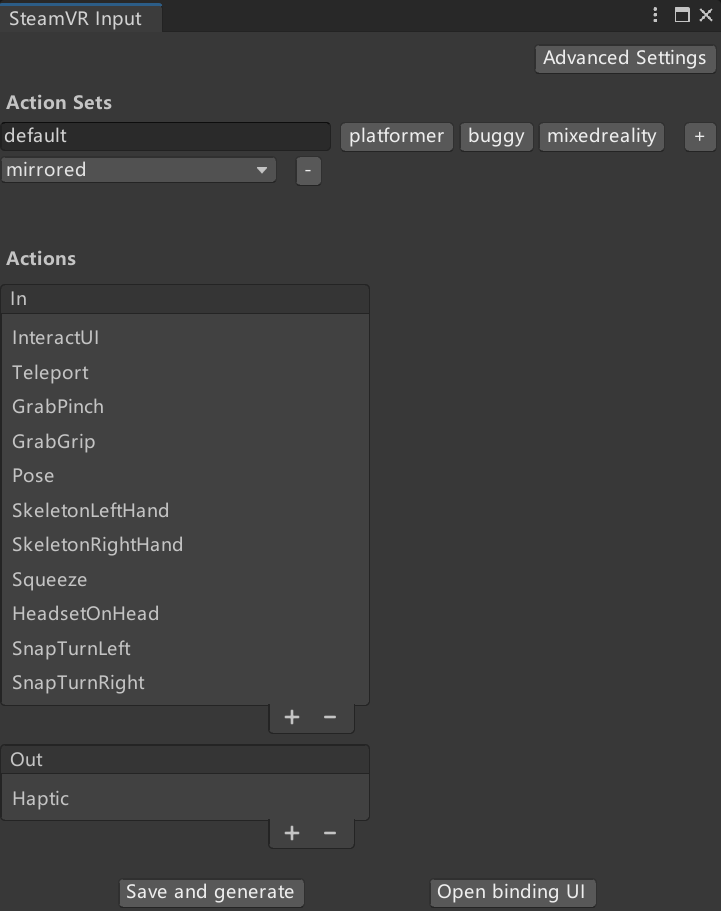 SteamVR Input
Advanced Settings
Action Sets
default platformer buggy mixedreality +
mirrored -
Actions
In
InteractUI
Teleport
GrabPinch
GrabGrip
Pose
SkeletonLeftHand
SkeletonRightHand
Squeeze
HeadsetOnHead
SnapTurnLeft
SnapTurnRight
+ −
Out
Haptic
+ −
Save and generate Open binding UI